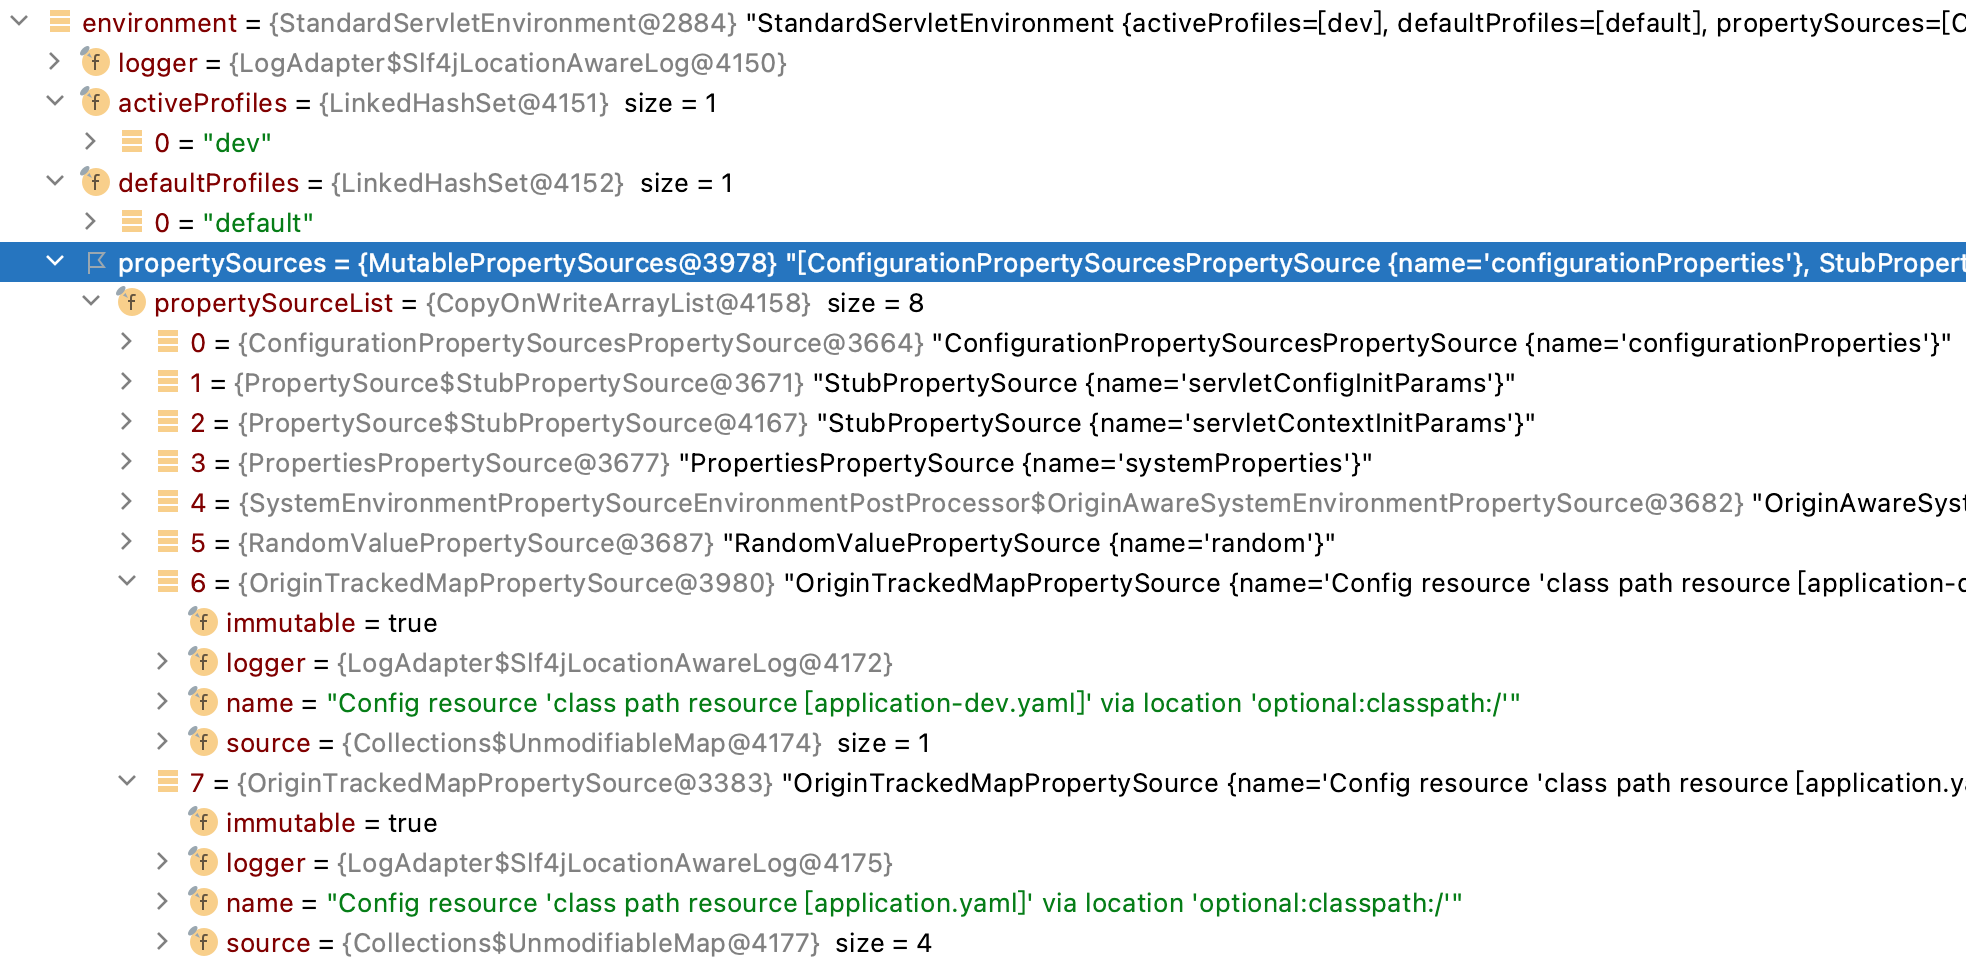 environment = {StandardServletEnvironment@2884} "StandardServletEnvironment {activeProfiles=[dev], defaultProfiles=[default], propertySources=[C
f logger = {LogAdapter$Slf4jLocationAwareLog@4150}
f activeProfiles = {LinkedHashSet@4151} size = 1
0 = "dev"
f defaultProfiles = {LinkedHashSet@4152} size = 1
0 = "default"
propertySources = {MutablePropertySources@3978} "[ConfigurationPropertySourcesPropertySource {name='configurationProperties'}, StubPropert
f propertySourceList = {CopyOnWriteArrayList@4158} size = 8
0 = {ConfigurationPropertySourcesPropertySource@3664} "ConfigurationPropertySourcesPropertySource {name='configurationProperties'}"
1 = {PropertySource$StubPropertySource@3671} "StubPropertySource {name='servletConfigInitParams'}"
2 = {PropertySource$StubPropertySource@4167} "StubPropertySource {name='servletContextInitParams'}"
3 = {PropertiesPropertySource@3677} "PropertiesPropertySource {name='systemProperties'}"
4 = {SystemEnvironmentPropertySourceEnvironmentPostProcessor$OriginAwareSystemEnvironmentPropertySource@3682} "OriginAwareSyst
5 = {RandomValuePropertySource@3687} "RandomValuePropertySource {name='random'}"
6 = {OriginTrackedMapPropertySource@3980} "OriginTrackedMapPropertySource {name='Config resource 'class path resource [application-d
f immutable = true
f logger = {LogAdapter$Slf4jLocationAwareLog@4172}
f name = "Config resource 'class path resource [application-dev.yaml]' via location 'optional:classpath:/'"
f source = {Collections$UnmodifiableMap@4174} size = 1
7 = {OriginTrackedMapPropertySource@3383} "OriginTrackedMapPropertySource {name='Config resource 'class path resource [application.ya
f immutable = true
f logger = {LogAdapter$Slf4jLocationAwareLog@4175}
f name = "Config resource 'class path resource [application.yaml]' via location 'optional:classpath:/'"
f source = {Collections$UnmodifiableMap@4177} size = 4